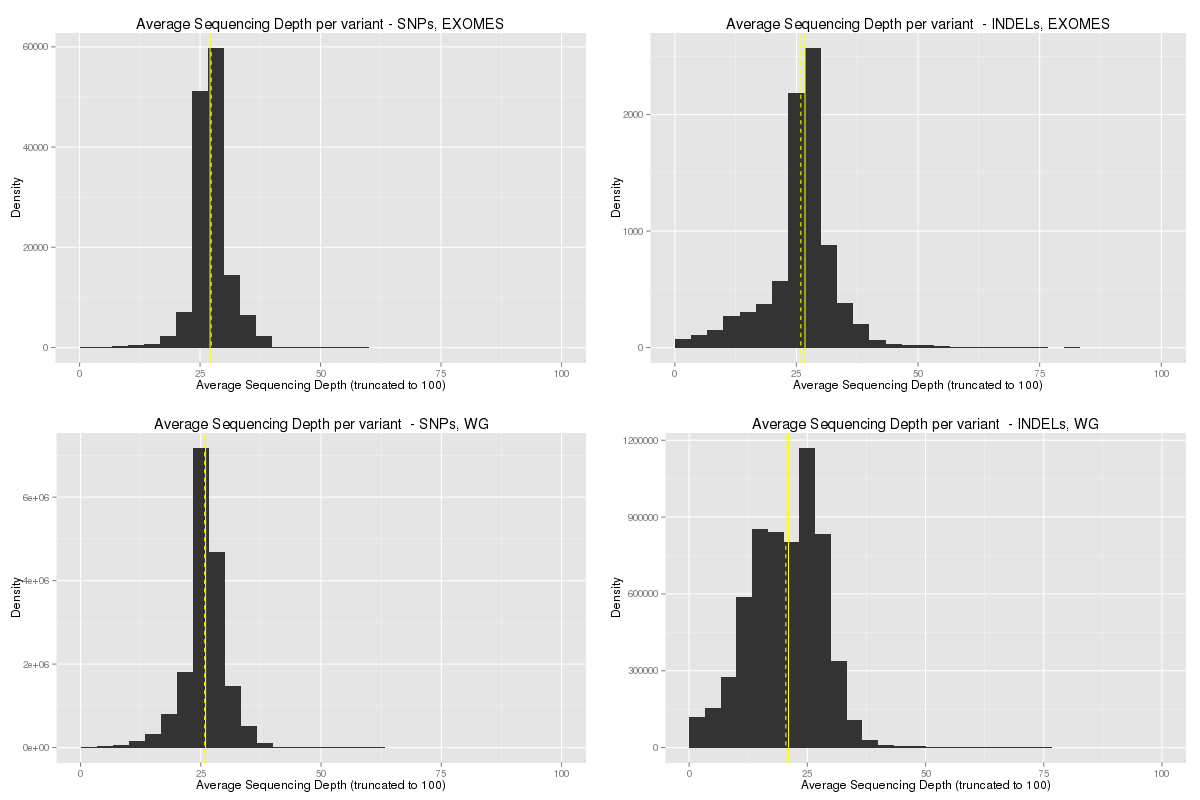 Average Sequencing Depth per variant - SNPs, EXOMES
Density
60000
40000
20000
0
0 25 50 75 100
Average Sequencing Depth (truncated to 100)
Average Sequencing Depth per variant - INDELs, EXOMES
Density
2000
1000
0
0 25 50 75 100
Average Sequencing Depth (truncated to 100)
Average Sequencing Depth per variant - SNPs, WG
Density
6e+06
4e+06
2e+06
0e+00
0 25 50 75 100
Average Sequencing Depth (truncated to 100)
Average Sequencing Depth per variant - INDELs, WG
Density
1200000
900000
600000
300000
0
0 25 50 75 100
Average Sequencing Depth (truncated to 100)